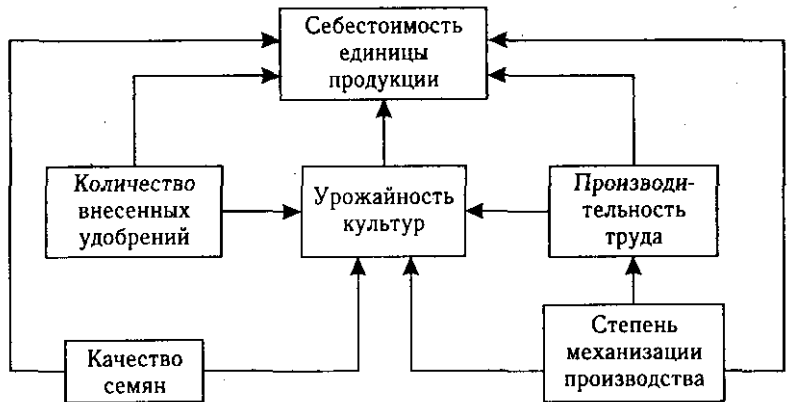 Себестоимость
единицы
продукции
Количество
внесенных
удобрений
Урожайность
культур
Производи-
тельность
труда
Качество
семян
Степень
механизации
производства